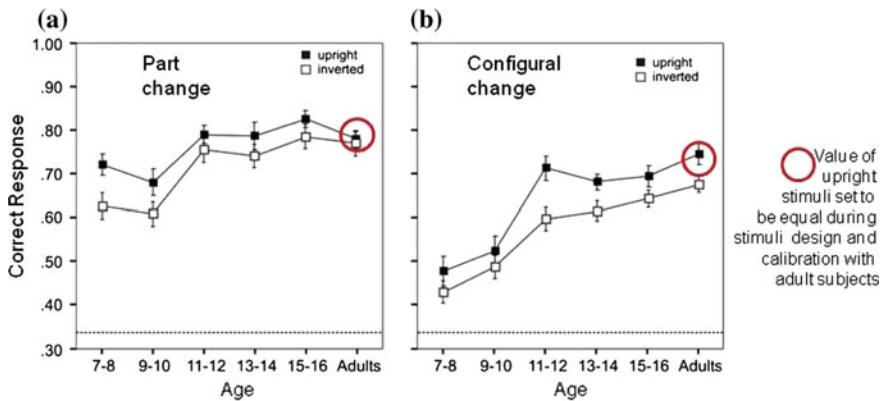 (a)
(b)
Correct Response
1.00
.90
.80
.70
.60
.50
.40
.30
Part
change
upright
inverted
7-8
9-10
11-12
13-14
15-16
Adults
Age
Configural
change
upright
inverted
7-8
9-10
11-12
13-14
15-16
Adults
Age
Value of
upright
stimuli set to
be equal during
stimuli design and
calibration with
adult subjects